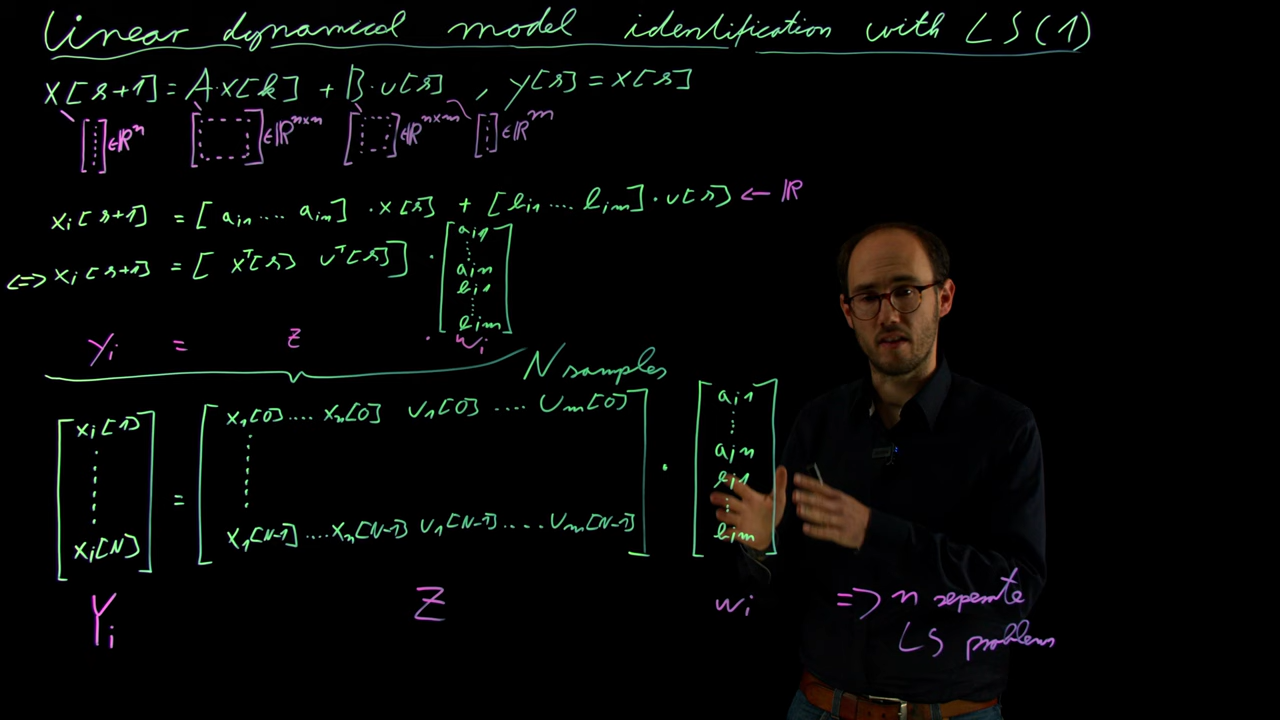 linear dynamical model identification with LS(1)
x[s+1] = A·x[k] + B·u[s] , y[s] = x[s]
[ ] ∈ ℝⁿ [ ] ∈ ℝⁿˣⁿ [ ] ∈ ℝⁿˣᵐ [ ] ∈ ℝᵐ
xᵢ[s+1] = [ aᵢ₁ .... aᵢₙ ] · x[s] + [ bᵢ₁ .... bᵢₘ ] · u[s] ← ℝ
⇔ xᵢ[s+1] = [ xᵀ[s] uᵀ[s] ] · [ aᵢ₁ ⋮ aᵢₙ bᵢ₁ ⋮ bᵢₘ ]
yᵢ = z · wᵢ
N samples
[ xᵢ[1] ⋮ xᵢ[N] ] = [ x₁[0] .... xₙ[0] u₁[0] .... uₘ[0] ⋮ x₁[N-1] .... xₙ[N-1] u₁[N-1] .... uₘ[N-1] ] · [ aᵢ₁ ⋮ aᵢₙ bᵢ₁ ⋮ bᵢₘ ]
Yᵢ Z wᵢ
⇒ n seperate
LS problems